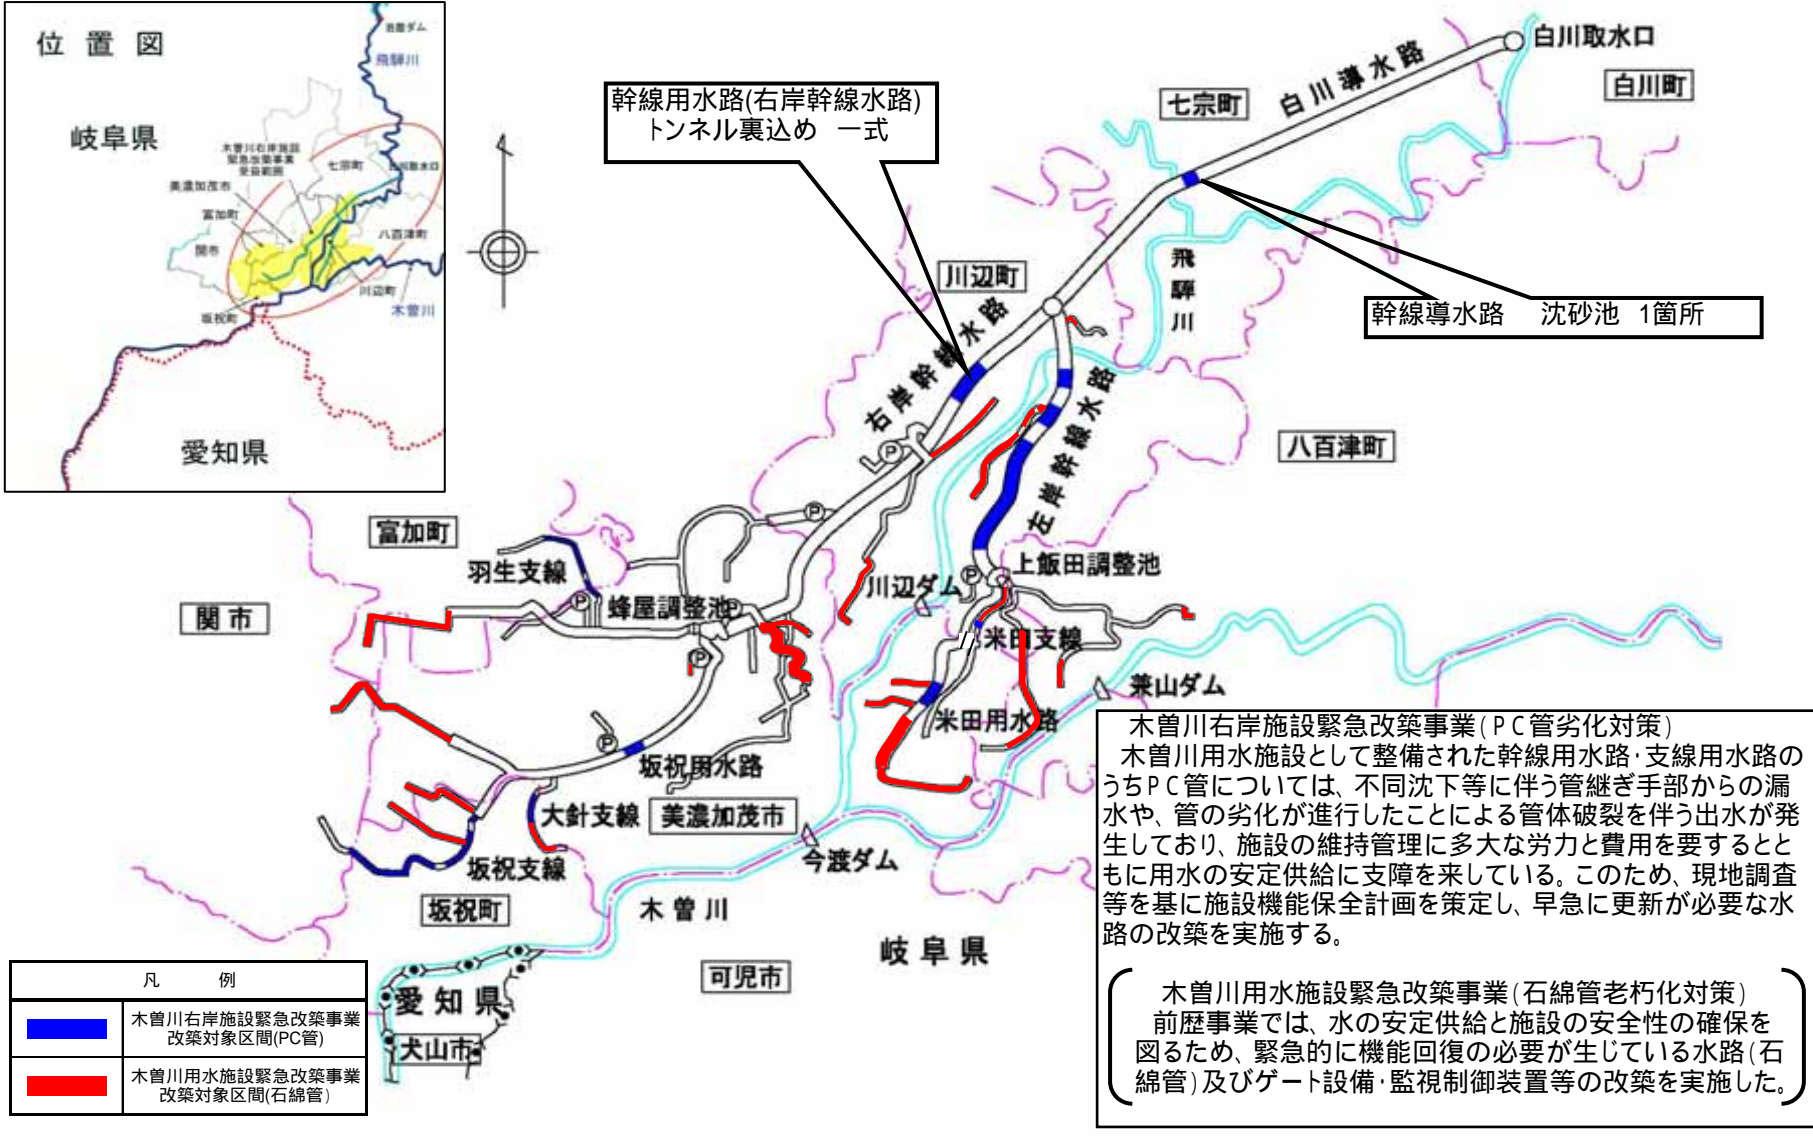 位置図
岩屋ダム
飛騨川
岐阜県
木曽川右岸施設
緊急改築事業
受益範囲
七宗町
白川取水口
美濃加茂市
富加町
関市
八百津町
川辺町
坂祝町
木曽川
愛知県
幹線用水路(右岸幹線水路)
トンネル裏込め 一式
白川取水口
白川導水路
白川町
七宗町
飛騨川
川辺町
幹線導水路 沈砂池 1箇所
右岸幹線水路
左岸幹線水路
八百津町
富加町
羽生支線
関市
蜂屋調整池
川辺ダム
上飯田調整池
米田支線
兼山ダム
米田用水路
坂祝用水路
大針支線
美濃加茂市
今渡ダム
坂祝支線
坂祝町
木曽川
岐阜県
可児市
愛知県
犬山市
P
P
P
P
P
P
P
木曽川右岸施設緊急改築事業(PC管劣化対策)
木曽川用水施設として整備された幹線用水路･支線用水路の
うちPC管については、不同沈下等に伴う管継ぎ手部からの漏
水や、管の劣化が進行したことによる管体破裂を伴う出水が発
生しており、施設の維持管理に多大な労力と費用を要するとと
もに用水の安定供給に支障を来している。このため、現地調査
等を基に施設機能保全計画を策定し、早急に更新が必要な水
路の改築を実施する。
木曽川用水施設緊急改築事業(石綿管老朽化対策)
前歴事業では、水の安定供給と施設の安全性の確保を
図るため、緊急的に機能回復の必要が生じている水路(石
綿管)及びゲート設備･監視制御装置等の改築を実施した。
凡 例
木曽川右岸施設緊急改築事業
改築対象区間(PC管)
木曽川用水施設緊急改築事業
改築対象区間(石綿管)